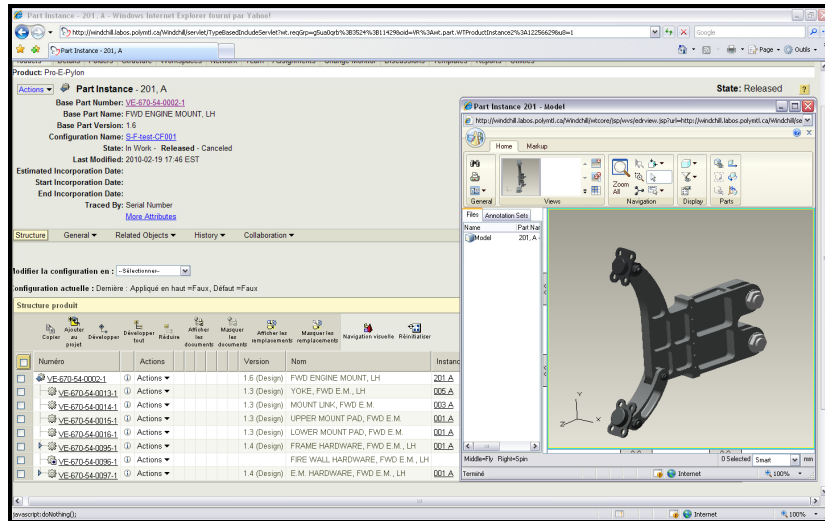 Part Instance - 201, A - Windows Internet Explorer fourni par Yahoo!
Part Instance - 201, A
Google
Page
Outils
Product: Pro-E-Pylon
Actions Part Instance - 201, A
State: Released
Base Part Number: VE-670-54-0002-1
Base Part Name: FWD ENGINE MOUNT, LH
Base Part Version: 1.6
Configuration Name: S-F-test-CF001
State: In Work - Released - Canceled
Last Modified: 2010-02-19 17:46 EST
Estimated Incorporation Date:
Start Incorporation Date:
End Incorporation Date:
Traced By: Serial Number
More Attributes
Structure General Related Objects History Collaboration
Modifier la configuration en : --Sélectionner--
Configuration actuelle : Dernière : Appliqué en haut =Faux, Défaut =Faux
Structure produit
Copier
Ajouter au projet
Développer
Développer tout
Réduire
Afficher les documents
Masquer les documents
Afficher les remplacements
Masquer les remplacements
Navigation visuelle
Réinitialiser
Numéro Actions Version Nom Instanc
VE-670-54-0002-1 Actions 1.6 (Design) FWD ENGINE MOUNT, LH 201 A
VE-670-54-0013-1 Actions 1.3 (Design) YOKE, FWD E.M., LH 005 A
VE-670-54-0014-1 Actions 1.3 (Design) MOUNT LINK, FWD E.M. 003 A
VE-670-54-0015-1 Actions 1.3 (Design) UPPER MOUNT PAD, FWD E.M. 001 A
VE-670-54-0016-1 Actions 1.3 (Design) LOWER MOUNT PAD, FWD E.M. 001 A
VE-670-54-0095-1 Actions 1.4 (Design) FRAME HARDWARE, FWD E.M., LH 001 A
VE-670-54-0096-1 Actions FIRE WALL HARDWARE, FWD E.M., LH
VE-670-54-0097-1 Actions 1.4 (Design) E.M. HARDWARE, FWD E.M., LH 001 A
javascript:doNothing();
Internet
100%
Part Instance 201 - Model
Home Markup
Zoom All
General Views Navigation Display Parts
Files Annotation Sets
Name Part Nar
Model 201, A -
Y
Z X
Middle=Fly Right=Spin
0 Selected Smart mm
Terminé Internet 100%